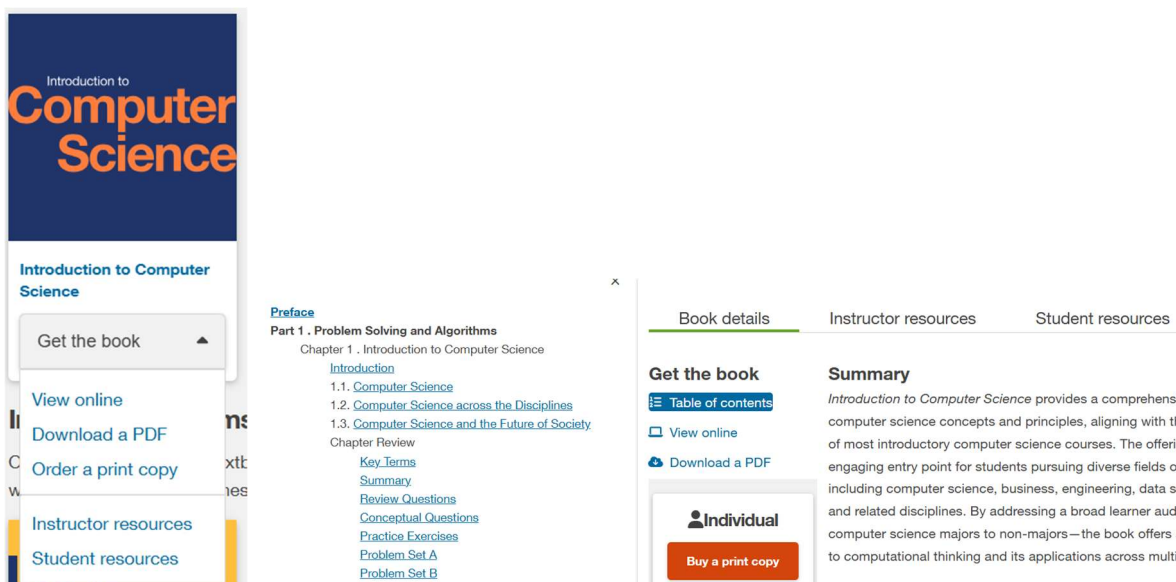 Introduction to
Computer
Science
Introduction to Computer
Science
Get the book
View online
Download a PDF
Order a print copy
Instructor resources
Student resources
x
Preface
Part 1 . Problem Solving and Algorithms
Chapter 1 . Introduction to Computer Science
Introduction
1.1. Computer Science
1.2. Computer Science across the Disciplines
1.3. Computer Science and the Future of Society
Chapter Review
Key Terms
Summary
Review Questions
Conceptual Questions
Practice Exercises
Problem Set A
Problem Set B
Book details
Instructor resources
Student resources
Get the book
Table of contents
View online
Download a PDF
Individual
Buy a print copy
Summary
Introduction to Computer Science provides a
computer science concepts and principles, aligning with
of most introductory computer science courses. The
engaging entry point for students pursuing diverse fields
including computer science, business, engineering, data
and related disciplines. By addressing a broad learner
computer science majors to non-majors—the book offers
to computational thinking and its applications across